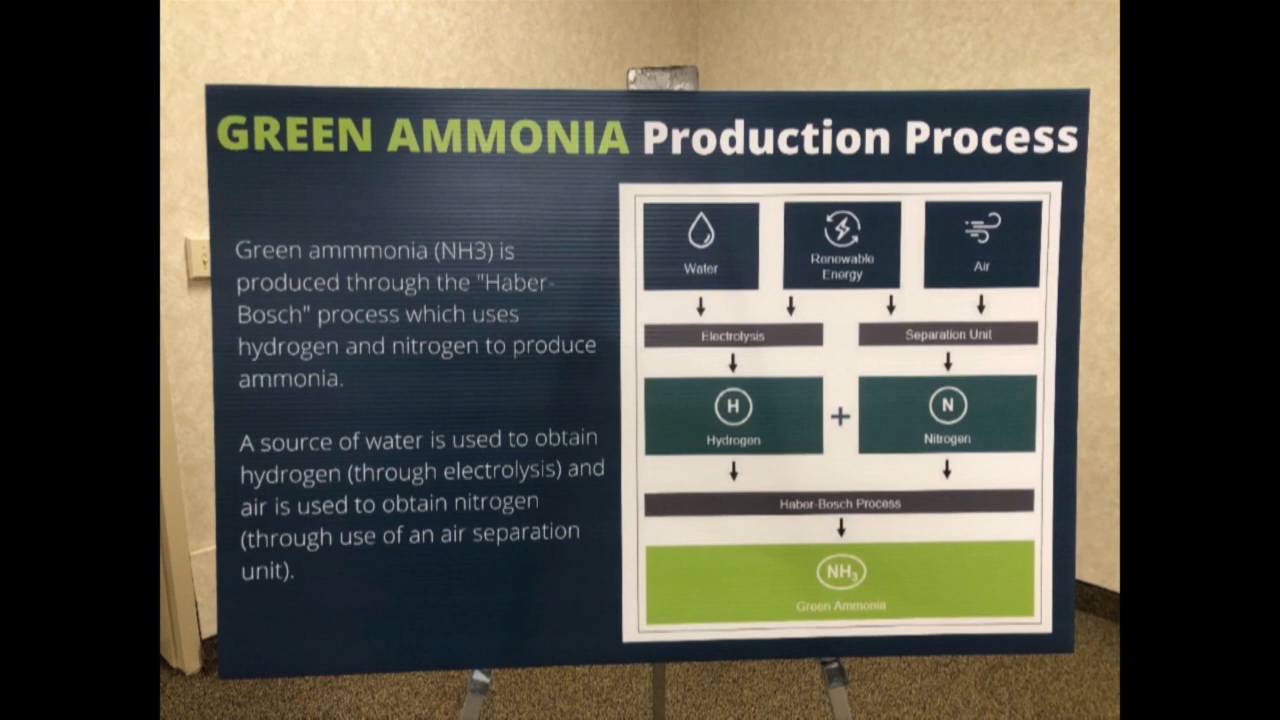 GREEN AMMONIA Production Process
Green ammmonia (NH3) is
produced through the "Haber-
Bosch" process which uses
hydrogen and nitrogen to produce
ammonia.
A source of water is used to obtain
hydrogen (through electrolysis) and
air is used to obtain nitrogen
(through use of an air separation
unit).
Water
Renewable
Energy
Air
Electrolysis
Separation Unit
H
Hydrogen
+
N
Nitrogen
Haber-Bosch Process
NH₃
Green Ammonia